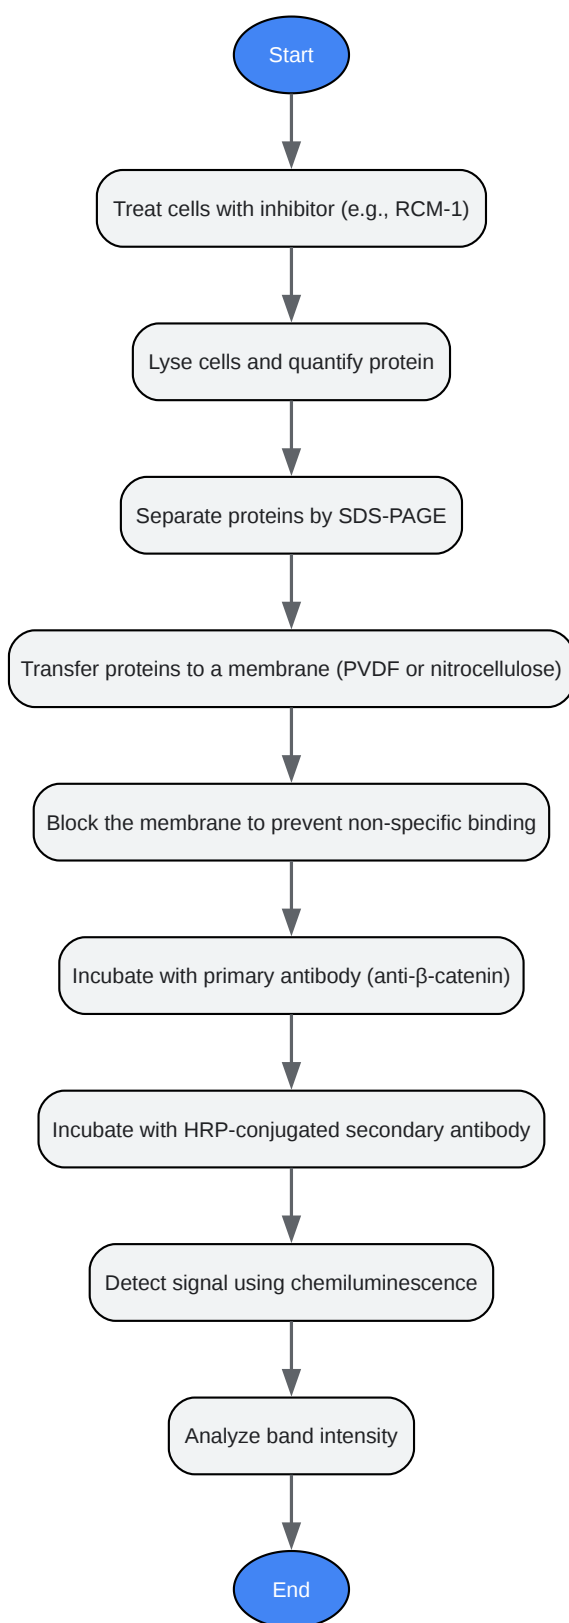 Start
Treat cells with inhibitor (e.g., RCM-1)
Lyse cells and quantify protein
Separate proteins by SDS-PAGE
Transfer proteins to a membrane (PVDF or nitrocellulose)
Block the membrane to prevent non-specific binding
Incubate with primary antibody (anti-β-catenin)
Incubate with HRP-conjugated secondary antibody
Detect signal using chemiluminescence
Analyze band intensity
End